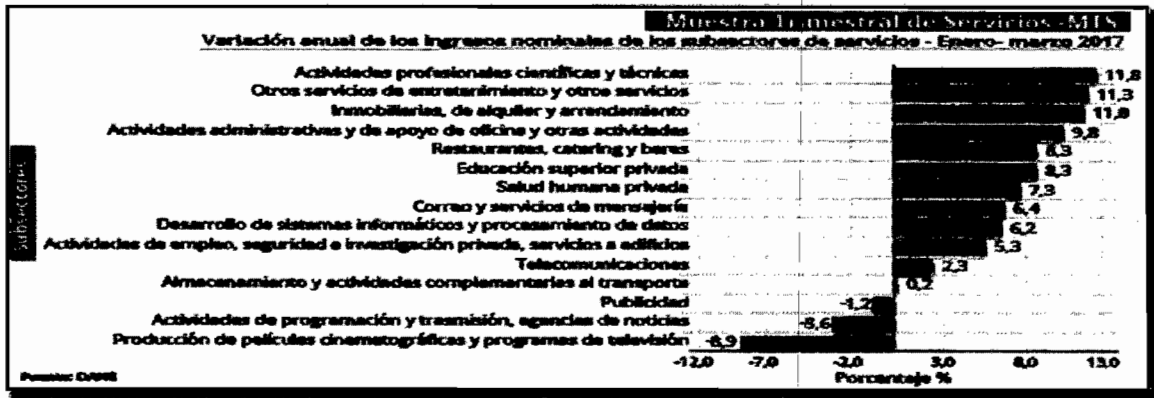 Muestra Trimestral de Servicios -MTS
Variación anual de los ingresos nominales de los subsectores de servicios - Enero- marzo 2017
Subsectores
Actividades profesionales científicas y técnicas 11,8
Otros servicios de entretenimiento y otros servicios 11,3
Inmobiliarias, de alquiler y arrendamiento
Actividades administrativas y de apoyo de oficina y otras actividades 9,8
Restaurantes, catering y bares 8,3
Educación superior privada 8,3
Salud humana privada 7,3
Correo y servicios de mensajería 6,4
Desarrollo de sistemas informáticos y procesamiento de datos 6,2
Actividades de empleo, seguridad e investigación privada, servicios a edificios 5,3
Telecomunicaciones 2,3
Almacenamiento y actividades complementarias al transporte 0,2
Publicidad -1,2
Actividades de programación y trasmisión, agencias de noticias -3,6
Producción de películas cinematográficas y programas de televisión -8,9
-12,0 -7,0 -2,0 3,0 8,0 13,0
Porcentaje %
Fuente: DANE